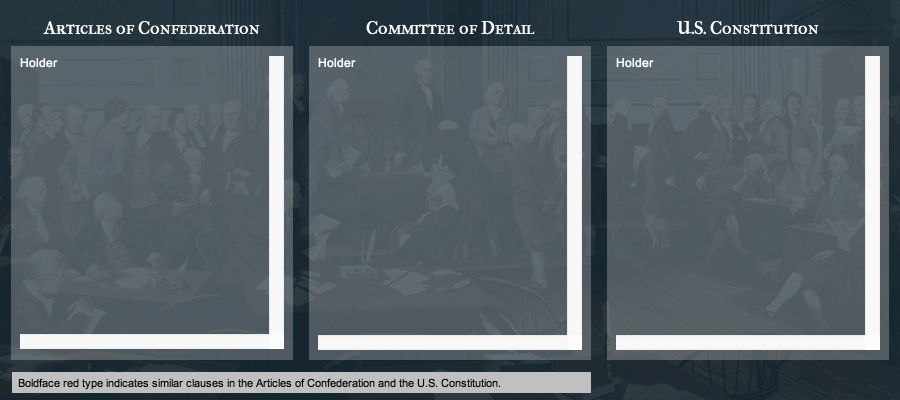 Articles of Confederation
Committee of Detail
U.S. Constitution
Holder
Holder
Holder
Boldface red type indicates similar clauses in the Articles of Confederation and the U.S. Constitution.